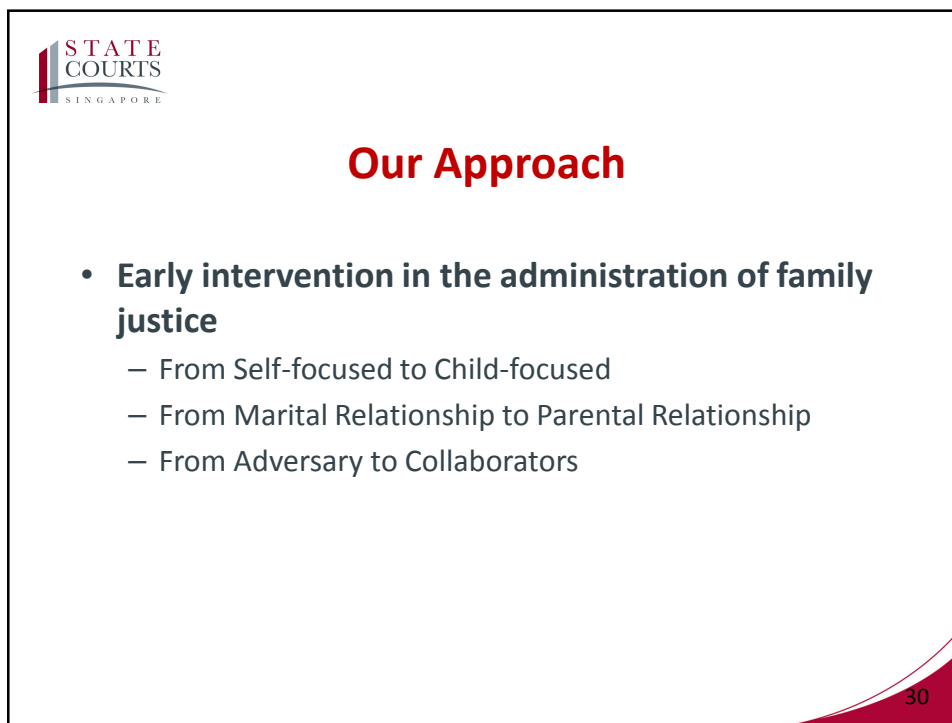 STATE
COURTS
SINGAPORE
Our Approach
• Early intervention in the administration of family
justice
– From Self-focused to Child-focused
– From Marital Relationship to Parental Relationship
– From Adversary to Collaborators
30